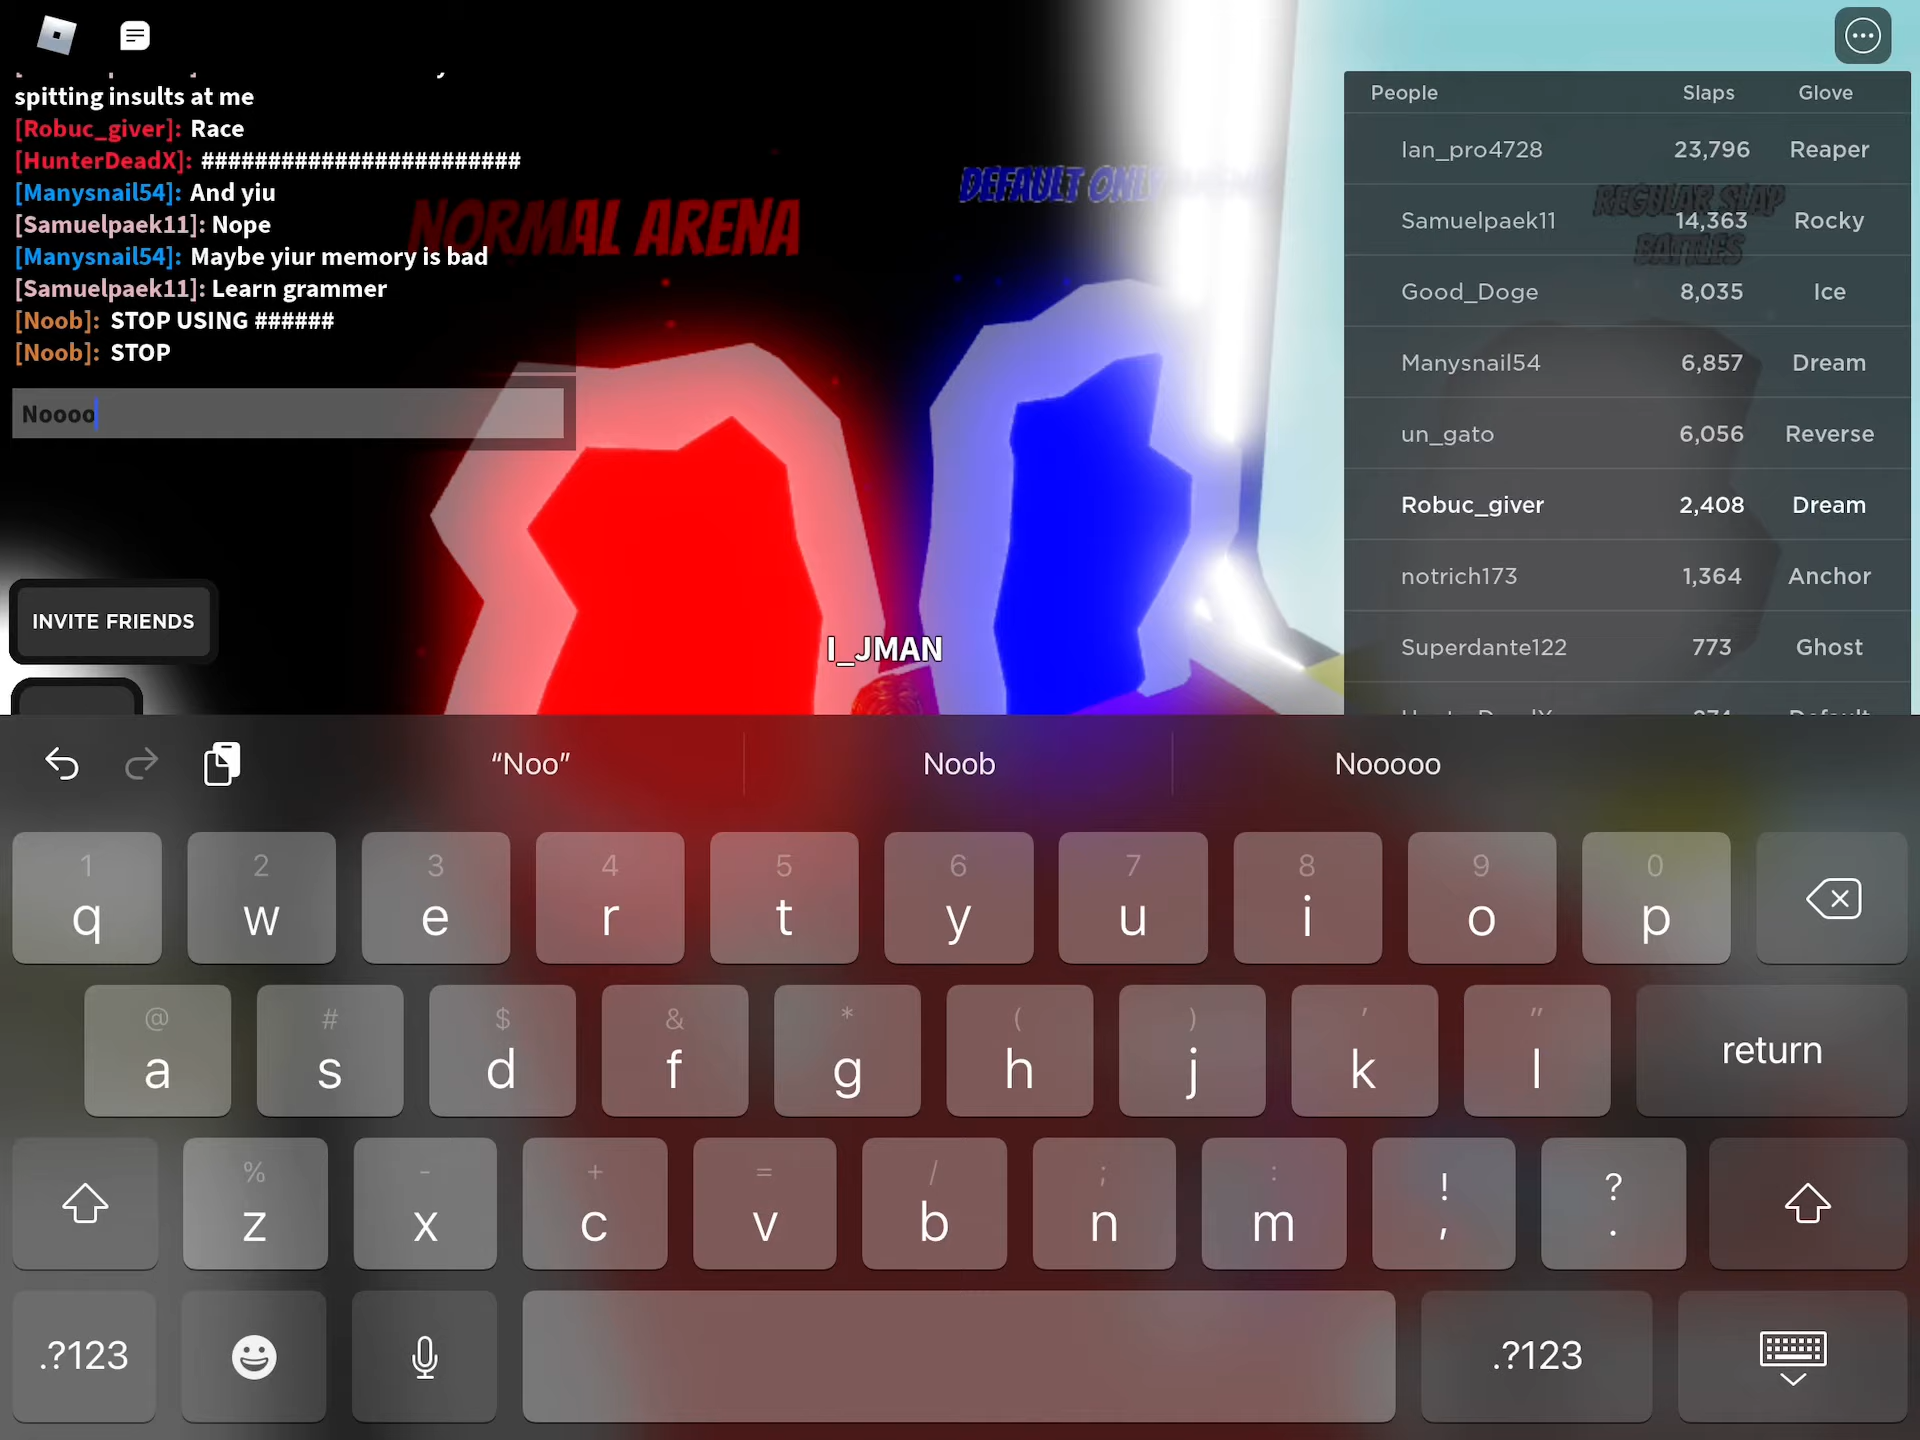 spitting insults at me
[Robuc_giver]: Race
[HunterDeadX]: ########################
[Manysnail54]: And yiu
[Samuelpaek11]: Nope
[Manysnail54]: Maybe yiur memory is bad
[Samuelpaek11]: Learn grammer
[Noob]: STOP USING ######
[Noob]: STOP
Noooo
NORMAL ARENA
DEFAULT ONLY
REGULAR SLAP
BATTLES
People Slaps Glove
Ian_pro4728 23,796 Reaper
Samuelpaek11 14,363 Rocky
Good_Doge 8,035 Ice
Manysnail54 6,857 Dream
un_gato 6,056 Reverse
Robuc_giver 2,408 Dream
notrich173 1,364 Anchor
Superdante122 773 Ghost
INVITE FRIENDS
I_JMAN
“Noo” Noob Nooooo
1 2 3 4 5 6 7 8 9 0
q w e r t y u i o p
@ # $ & * ( ) ' "
a s d f g h j k l return
% - + = / ; : ! ?
z x c v b n m , .
.?123 .?123